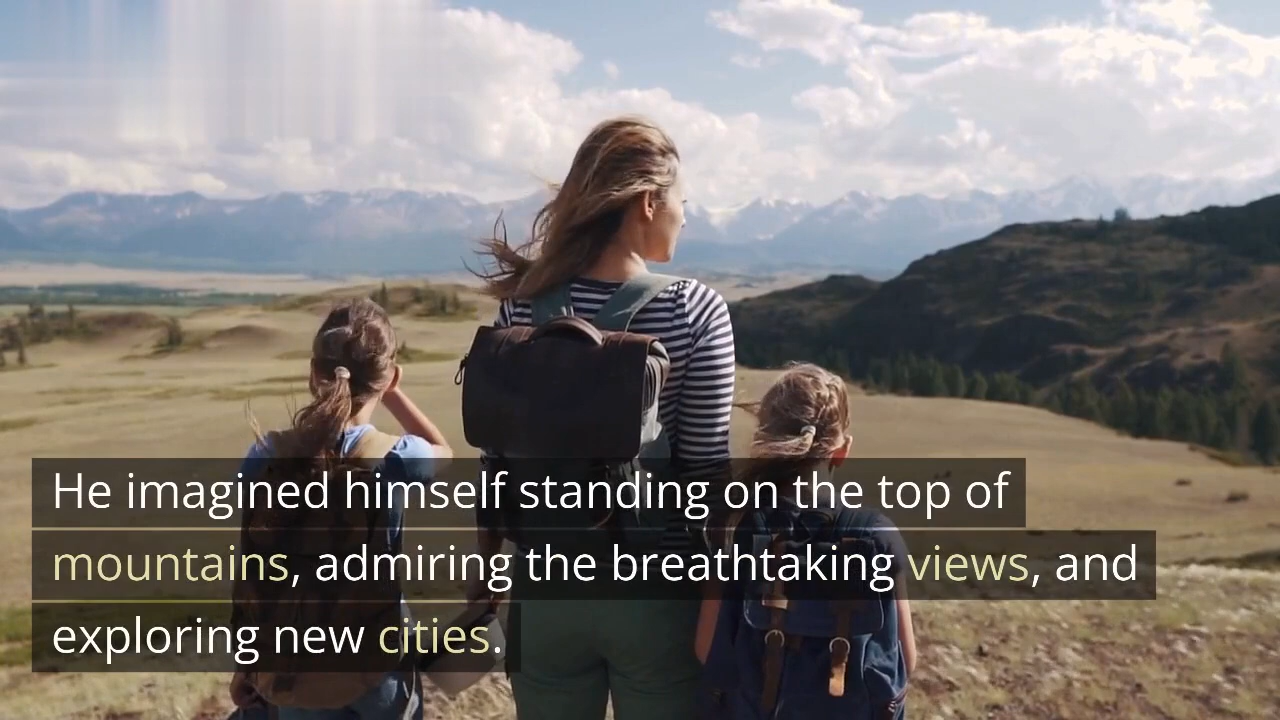 He imagined himself standing on the top of
mountains, admiring the breathtaking views, and
exploring new cities.